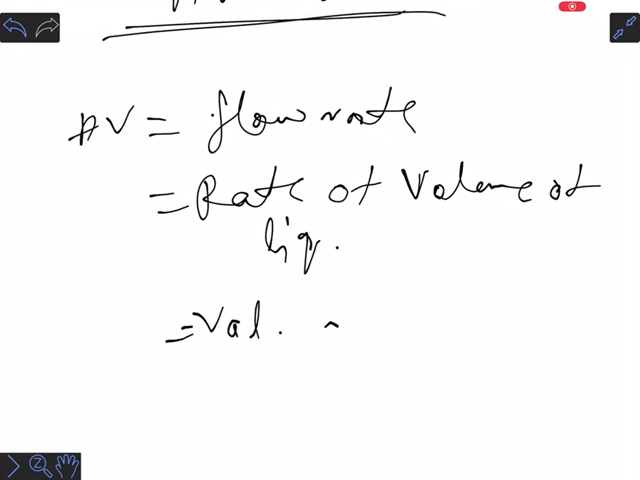 AV = flow rate
= Rate of Volume of
liq.
= Vol.